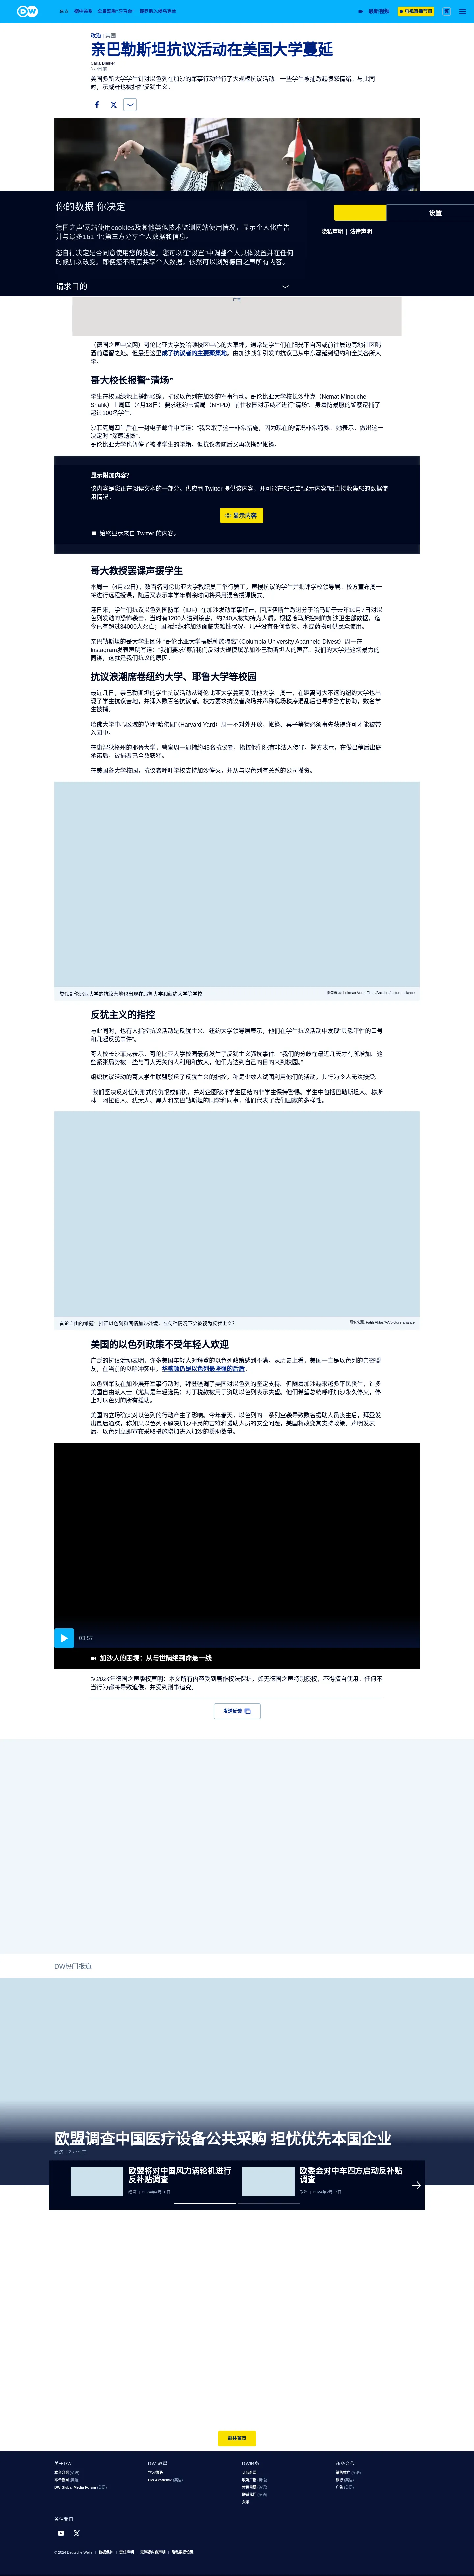 DW
焦点 德中关系 会晤前瞻“习马会” 俄罗斯入侵乌克兰
最新视频 电视直播节目 繁
政治 | 美国
亲巴勒斯坦抗议活动在美国大学蔓延
Carla Bleiker
3 小时前
美国多所大学学生针对以色列在加沙的军事行动举行了大规模抗议活动。一些学生被捕激起愤怒情绪。与此同时，示威者也被指控反犹太主义。
你的数据 你决定
德国之声'网站使用cookies及其他类似技术监测网站使用情况，显示个人化广告并与最多161 个;第三方分享个人数据和信息。
您自行决定是否同意使用您的数据。您可以在“设置”中调整个人具体设置并在任何时候加以改变。即便您不同意共享个人数据，依然可以浏览德国之声所有内容。
请求目的
设置
隐私声明 | 法律声明
广告
（德国之声中文网）哥伦比亚大学曼哈顿校区中心的大草坪，通常是学生们在阳光下自习或前往晨边高地社区喝酒前逗留之处。但最近这里成了抗议者的主要聚集地。由加沙战争引发的抗议已从中东蔓延到纽约和全美各所大学。
哥大校长报警“清场”
学生在校园绿地上搭起帐篷，抗议以色列在加沙的军事行动。哥伦比亚大学校长沙菲克（Nemat Minouche Shafik）上周四（4月18日）要求纽约市警局（NYPD）前往校园对示威者进行“清场”。身着防暴服的警察逮捕了超过100名学生。
沙菲克周四午后在一封电子邮件中写道：“我采取了这一非常措施，因为现在的情况非常特殊。” 她表示，做出这一决定时 “深感遗憾”。
哥伦比亚大学也暂停了被捕学生的学籍。但抗议者随后又再次搭起帐篷。
显示附加内容?
该内容是您正在阅读文本的一部分。供应商 Twitter 提供该内容，并可能在您点击“显示内容”后直接收集您的数据使用情况。
显示内容
始终显示来自 Twitter 的内容。
哥大教授罢课声援学生
本周一（4月22日），数百名哥伦比亚大学教职员工举行罢工，声援抗议的学生并批评学校领导层。校方宣布周一将进行远程授课，随后又表示本学年剩余时间将采用混合授课模式。
连日来，学生们抗议以色列国防军（IDF）在加沙发动军事打击，回应伊斯兰激进分子哈马斯于去年10月7日对以色列发动的恐怖袭击，当时有1200人遭到杀害，约240人被劫持为人质。根据哈马斯控制的加沙卫生部数据，迄今已有超过34000人死亡；国际组织称加沙面临灾难性状况，几乎没有任何食物、水或药物可供民众使用。
亲巴勒斯坦的哥大学生团体 “哥伦比亚大学摆脱种族隔离”（Columbia University Apartheid Divest）周一在Instagram发表声明写道：“我们要求倾听我们反对大规模屠杀加沙巴勒斯坦人的声音。我们的大学是这场暴力的同谋，这就是我们抗议的原因。”
抗议浪潮席卷纽约大学、耶鲁大学等校园
最近几日，亲巴勒斯坦的学生抗议活动从哥伦比亚大学蔓延到其他大学。周一，在距离哥大不远的纽约大学也出现了学生抗议营地，并涌入数百名抗议者。校方要求抗议者离场并声称现场秩序混乱后也寻求警方协助，数名学生被捕。
哈佛大学中心区域的草坪“哈佛园”（Harvard Yard）周一不对外开放，帐篷、桌子等物必须事先获得许可才能被带入园中。
在康涅狄格州的耶鲁大学，警察周一逮捕约45名抗议者，指控他们犯有非法入侵罪。警方表示，在做出稍后出庭承诺后，被捕者已全数获释。
在美国各大学校园，抗议者呼吁学校支持加沙停火，并从与以色列有关系的公司撤资。
类似哥伦比亚大学的抗议营地也出现在耶鲁大学和纽约大学等学校
反犹主义的指控
与此同时，也有人指控抗议活动是反犹主义。纽约大学领导层表示，他们在学生抗议活动中发现“具恐吓性的口号和几起反犹事件”。
哥大校长沙菲克表示，哥伦比亚大学校园最近发生了反犹主义骚扰事件。“我们的分歧在最近几天才有所增加。这些紧张局势被一些与哥大无关的人利用和放大，他们为达到自己的目的来到校园。”
组织抗议活动的哥大学生联盟驳斥了反犹主义的指控，称是少数人试图利用他们的活动，其行为令人无法接受。
“我们坚决反对任何形式的仇恨或偏执，并对企图破坏学生团结的非学生保持警惕。学生中包括巴勒斯坦人、穆斯林、阿拉伯人、犹太人、黑人和亲巴勒斯坦的同学和同事，他们代表了我们国家的多样性。
言论自由的难题：批评以色列和同情加沙处境，在何种情况下会被视为反犹主义？
美国的以色列政策不受年轻人欢迎
广泛的抗议活动表明，许多美国年轻人对拜登的以色列政策感到不满。从历史上看，美国一直是以色列的亲密盟友，在当前的以哈冲突中，华盛顿仍是以色列最坚强的后盾。
以色列军队在加沙展开军事行动时，拜登强调了美国对以色列的坚定支持。但随着加沙越来越多平民丧生，许多美国自由派人士（尤其是年轻选民）对于税款被用于资助以色列表示失望。他们希望总统呼吁加沙永久停火，停止对以色列的所有援助。
美国的立场确实对以色列的行动产生了影响。今年春天，以色列的一系列空袭导致数名援助人员丧生后，拜登发出最后通牒，称如果以色列不解决加沙平民的苦难和援助人员的安全问题，美国将改变其支持政策。声明发表后，以色列立即宣布采取措施增加进入加沙的援助数量。
03:57
加沙人的困境：从与世隔绝到命悬一线
© 2024年德国之声版权声明：本文所有内容受到著作权法保护，如无德国之声特别授权，不得擅自使用。任何不当行为都将导致追偿，并受到刑事追究。
发送反馈
DW热门报道
欧盟调查中国医疗设备公共采购 担忧优先本国企业
经济 | 2 小时前
欧盟将对中国风力涡轮机进行反补贴调查
经济 | 2024年4月10日
欧委会对中车四方启动反补贴调查
政治 | 2024年2月17日
前往首页
关于DW
本台介绍 (英语)
本台新闻 (英语)
DW Global Media Forum (英语)
DW 教学
学习德语
DW Akademie (英语)
DW服务
订阅新闻
收听广播 (英语)
常见问题 (英语)
联系我们 (英语)
头条
商务合作
销售推广 (英语)
旅行 (英语)
广告 (英语)
关注我们
© 2024 Deutsche Welle | 数据保护 | 责任声明 | 无障碍内容声明 | 隐私数据设置